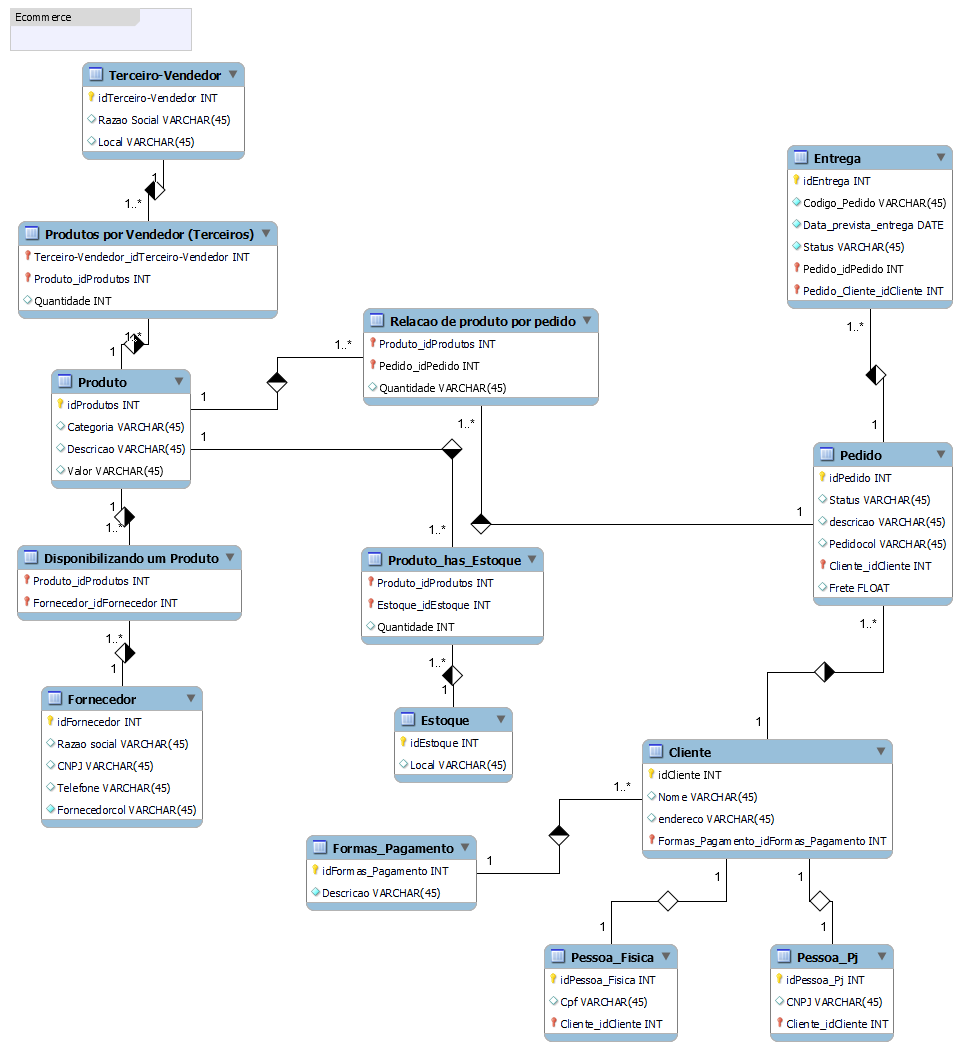 Ecommerce
Terceiro-Vendedor
idTerceiro-Vendedor INT
Razao Social VARCHAR(45)
Local VARCHAR(45)
1
1..*
Produtos por Vendedor (Terceiros)
Terceiro-Vendedor_idTerceiro-Vendedor INT
Produto_idProdutos INT
Quantidade INT
1..*
1
Produto
idProdutos INT
Categoria VARCHAR(45)
Descricao VARCHAR(45)
Valor VARCHAR(45)
1
1..*
Relacao de produto por pedido
Produto_idProdutos INT
Pedido_idPedido INT
Quantidade VARCHAR(45)
1..*
1
1
1..*
Entrega
idEntrega INT
Codigo_Pedido VARCHAR(45)
Data_prevista_entrega DATE
Status VARCHAR(45)
Pedido_idPedido INT
Pedido_Cliente_idCliente INT
1..*
1
Pedido
idPedido INT
Status VARCHAR(45)
descricao VARCHAR(45)
Pedidocol VARCHAR(45)
Cliente_idCliente INT
Frete FLOAT
1..*
1
1
1..*
Disponibilizando um Produto
Produto_idProdutos INT
Fornecedor_idFornecedor INT
1..*
1
Produto_has_Estoque
Produto_idProdutos INT
Estoque_idEstoque INT
Quantidade INT
1..*
1
Fornecedor
idFornecedor INT
Razao social VARCHAR(45)
CNPJ VARCHAR(45)
Telefone VARCHAR(45)
Fornecedorcol VARCHAR(45)
Estoque
idEstoque INT
Local VARCHAR(45)
Cliente
idCliente INT
Nome VARCHAR(45)
endereco VARCHAR(45)
Formas_Pagamento_idFormas_Pagamento INT
1..*
1
Formas_Pagamento
idFormas_Pagamento INT
Descricao VARCHAR(45)
1
1
1
1
Pessoa_Fisica
idPessoa_Fisica INT
Cpf VARCHAR(45)
Cliente_idCliente INT
Pessoa_Pj
idPessoa_Pj INT
CNPJ VARCHAR(45)
Cliente_idCliente INT